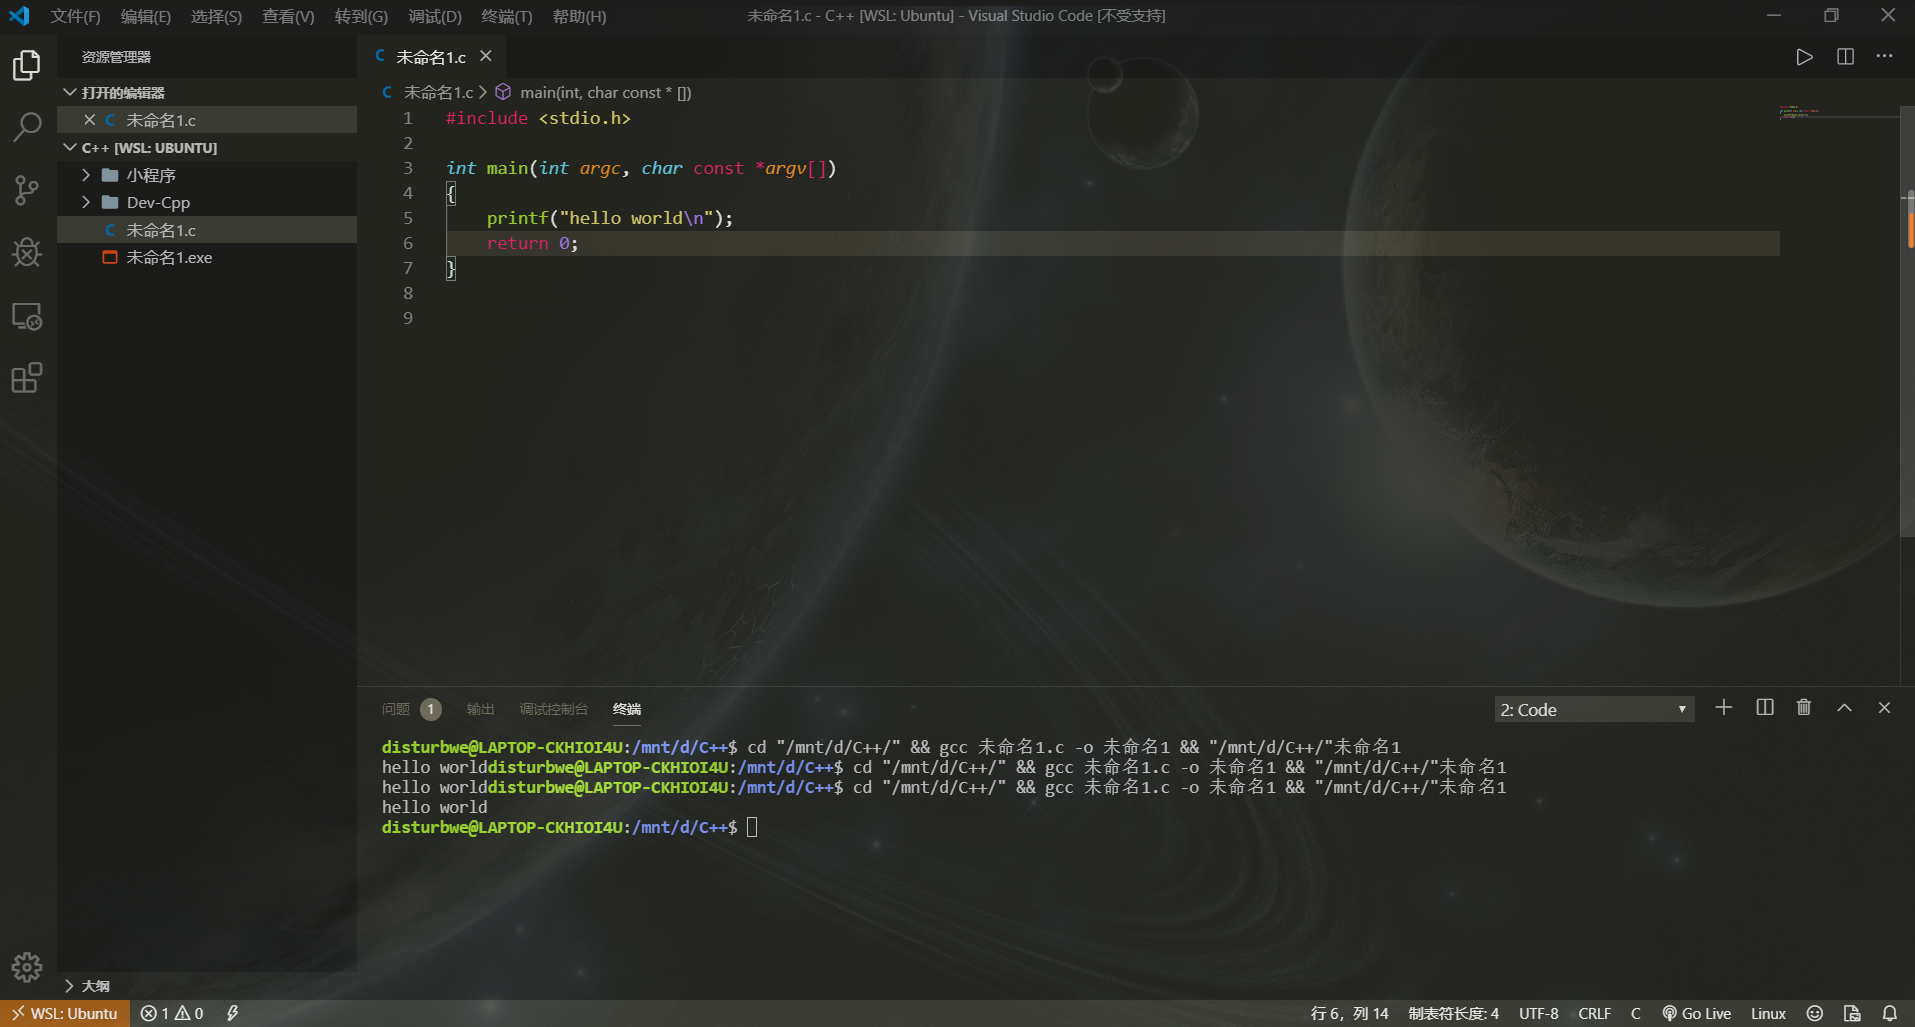 文件(F) 编辑(E) 选择(S) 查看(V) 转到(G) 调试(D) 终端(T) 帮助(H) 未命名1.c - C++ [WSL: Ubuntu] - Visual Studio Code [不受支持]
资源管理器
打开的编辑器
C 未命名1.c
C++ [WSL: UBUNTU]
小程序
Dev-Cpp
C 未命名1.c
未命名1.exe
大纲
C 未命名1.c
C 未命名1.c > main(int, char const * [])
1 #include <stdio.h>
2
3 int main(int argc, char const *argv[])
4 {
5     printf("hello world\n");
6     return 0;
7 }
8
9
问题 1 输出 调试控制台 终端 2: Code
disturbwe@LAPTOP-CKHIOI4U:/mnt/d/C++$ cd "/mnt/d/C++/" && gcc 未命名1.c -o 未命名1 && "/mnt/d/C++/"未命名1
hello worlddisturbwe@LAPTOP-CKHIOI4U:/mnt/d/C++$ cd "/mnt/d/C++/" && gcc 未命名1.c -o 未命名1 && "/mnt/d/C++/"未命名1
hello worlddisturbwe@LAPTOP-CKHIOI4U:/mnt/d/C++$ cd "/mnt/d/C++/" && gcc 未命名1.c -o 未命名1 && "/mnt/d/C++/"未命名1
hello world
disturbwe@LAPTOP-CKHIOI4U:/mnt/d/C++$
WSL: Ubuntu 1 0 行 6，列 14 制表符长度: 4 UTF-8 CRLF C Go Live Linux